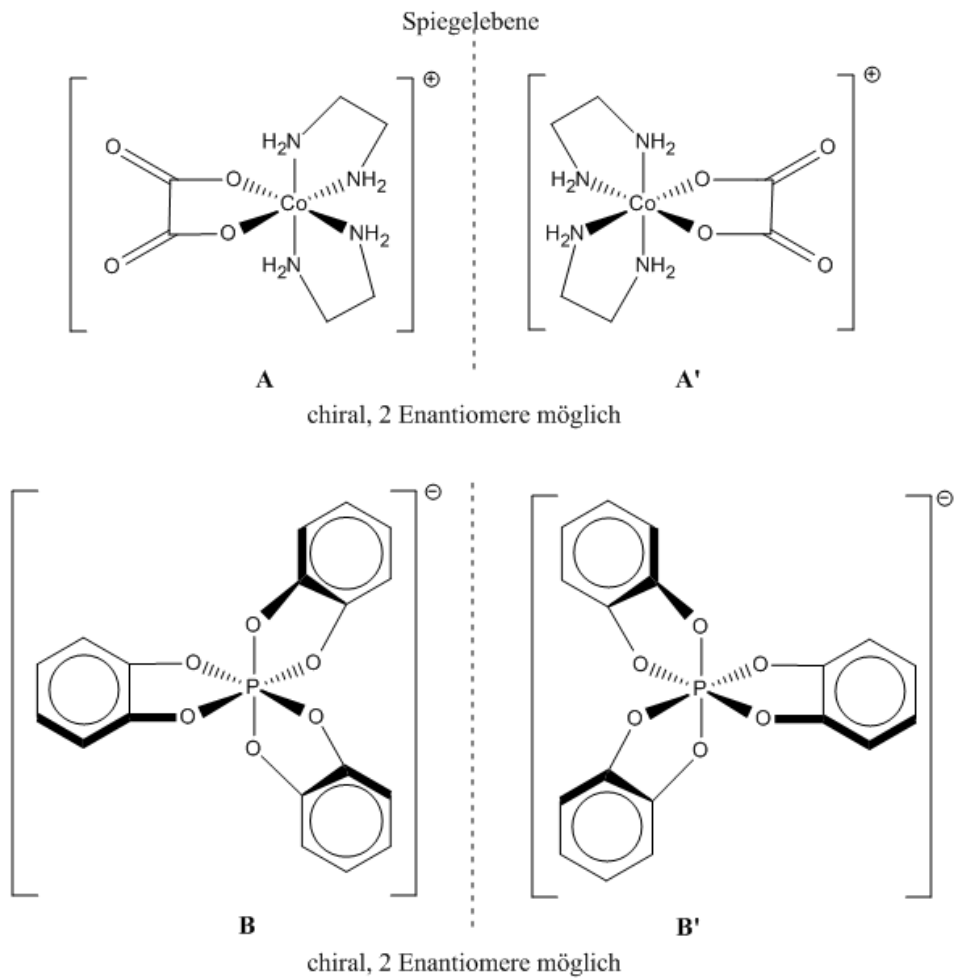 Spiegelebene
⊕ ⊕
O H₂N NH₂ O
O NH₂ H₂N O
Co Co
O NH₂ H₂N O
O H₂N NH₂ O
A A'
chiral, 2 Enantiomere möglich
⊖ ⊖
O O
O O O O
P P
O O O O
O O
B B'
chiral, 2 Enantiomere möglich